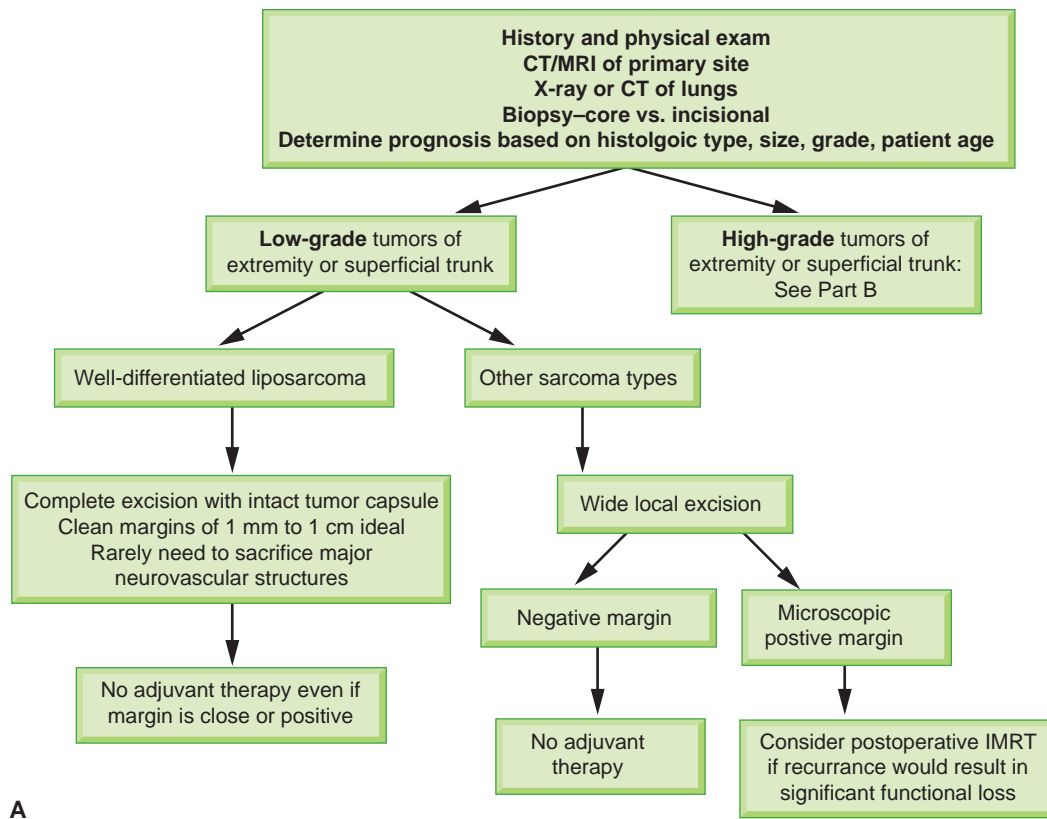 History and physical exam
CT/MRI of primary site
X-ray or CT of lungs
Biopsy–core vs. incisional
Determine prognosis based on histolgoic type, size, grade, patient age
Low-grade tumors of
extremity or superficial trunk
High-grade tumors of
extremity or superficial trunk:
See Part B
Well-differentiated liposarcoma
Other sarcoma types
Complete excision with intact tumor capsule
Clean margins of 1 mm to 1 cm ideal
Rarely need to sacrifice major
neurovascular structures
Wide local excision
Negative margin
Microscopic
postive margin
No adjuvant therapy even if
margin is close or positive
No adjuvant
therapy
Consider postoperative IMRT
if recurrance would result in
significant functional loss
A